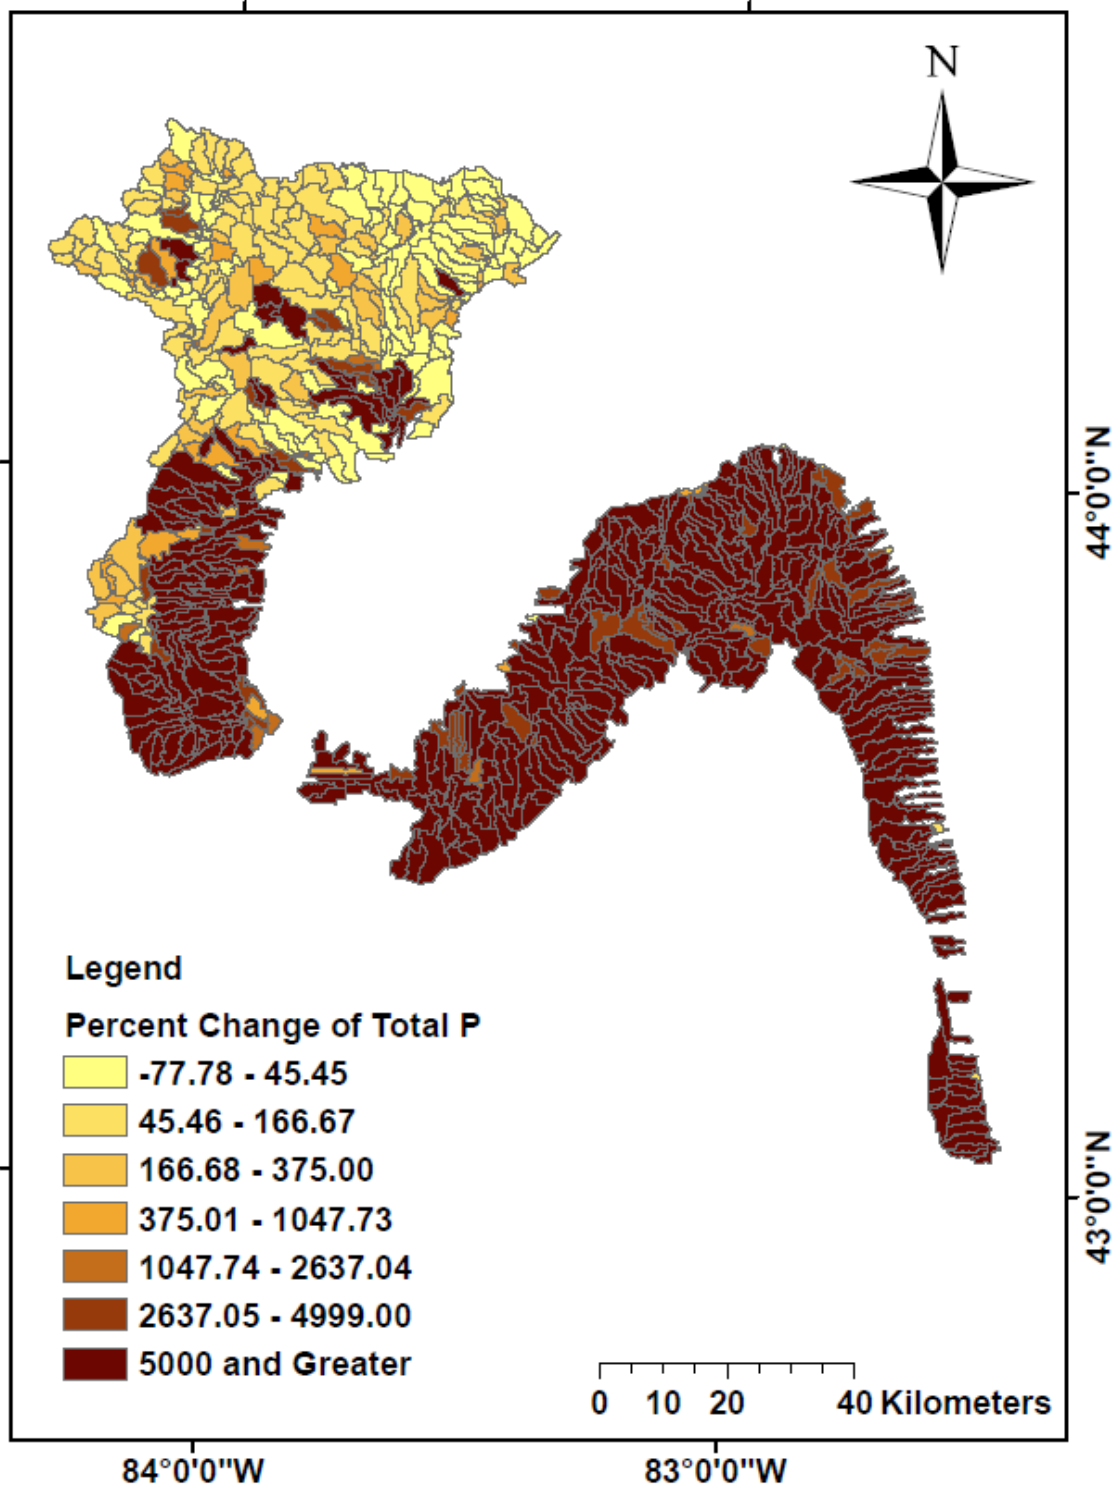 N
44°0'0"N
43°0'0"N
Legend
Percent Change of Total P
-77.78 - 45.45
45.46 - 166.67
166.68 - 375.00
375.01 - 1047.73
1047.74 - 2637.04
2637.05 - 4999.00
5000 and Greater
0 10 20 40 Kilometers
84°0'0"W 83°0'0"W